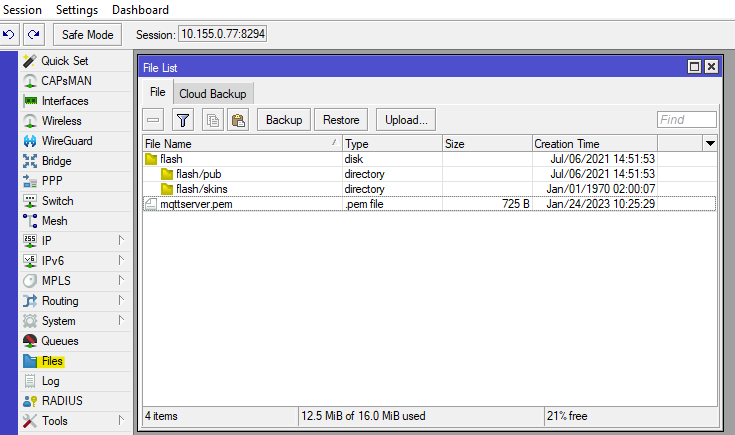 Session Settings Dashboard
Safe Mode Session: 10.155.0.77:8294
Quick Set
CAPsMAN
Interfaces
Wireless
WireGuard
Bridge
PPP
Switch
Mesh
255 IP
IPv6
MPLS
Routing
System
Queues
Files
Log
RADIUS
Tools
File List
File Cloud Backup
Backup Restore Upload... Find
File Name Type Size Creation Time
flash disk Jul/06/2021 14:51:53
flash/pub directory Jul/06/2021 14:51:53
flash/skins directory Jan/01/1970 02:00:07
mqttserver.pem .pem file 725 B Jan/24/2023 10:25:29
4 items 12.5 MiB of 16.0 MiB used 21% free